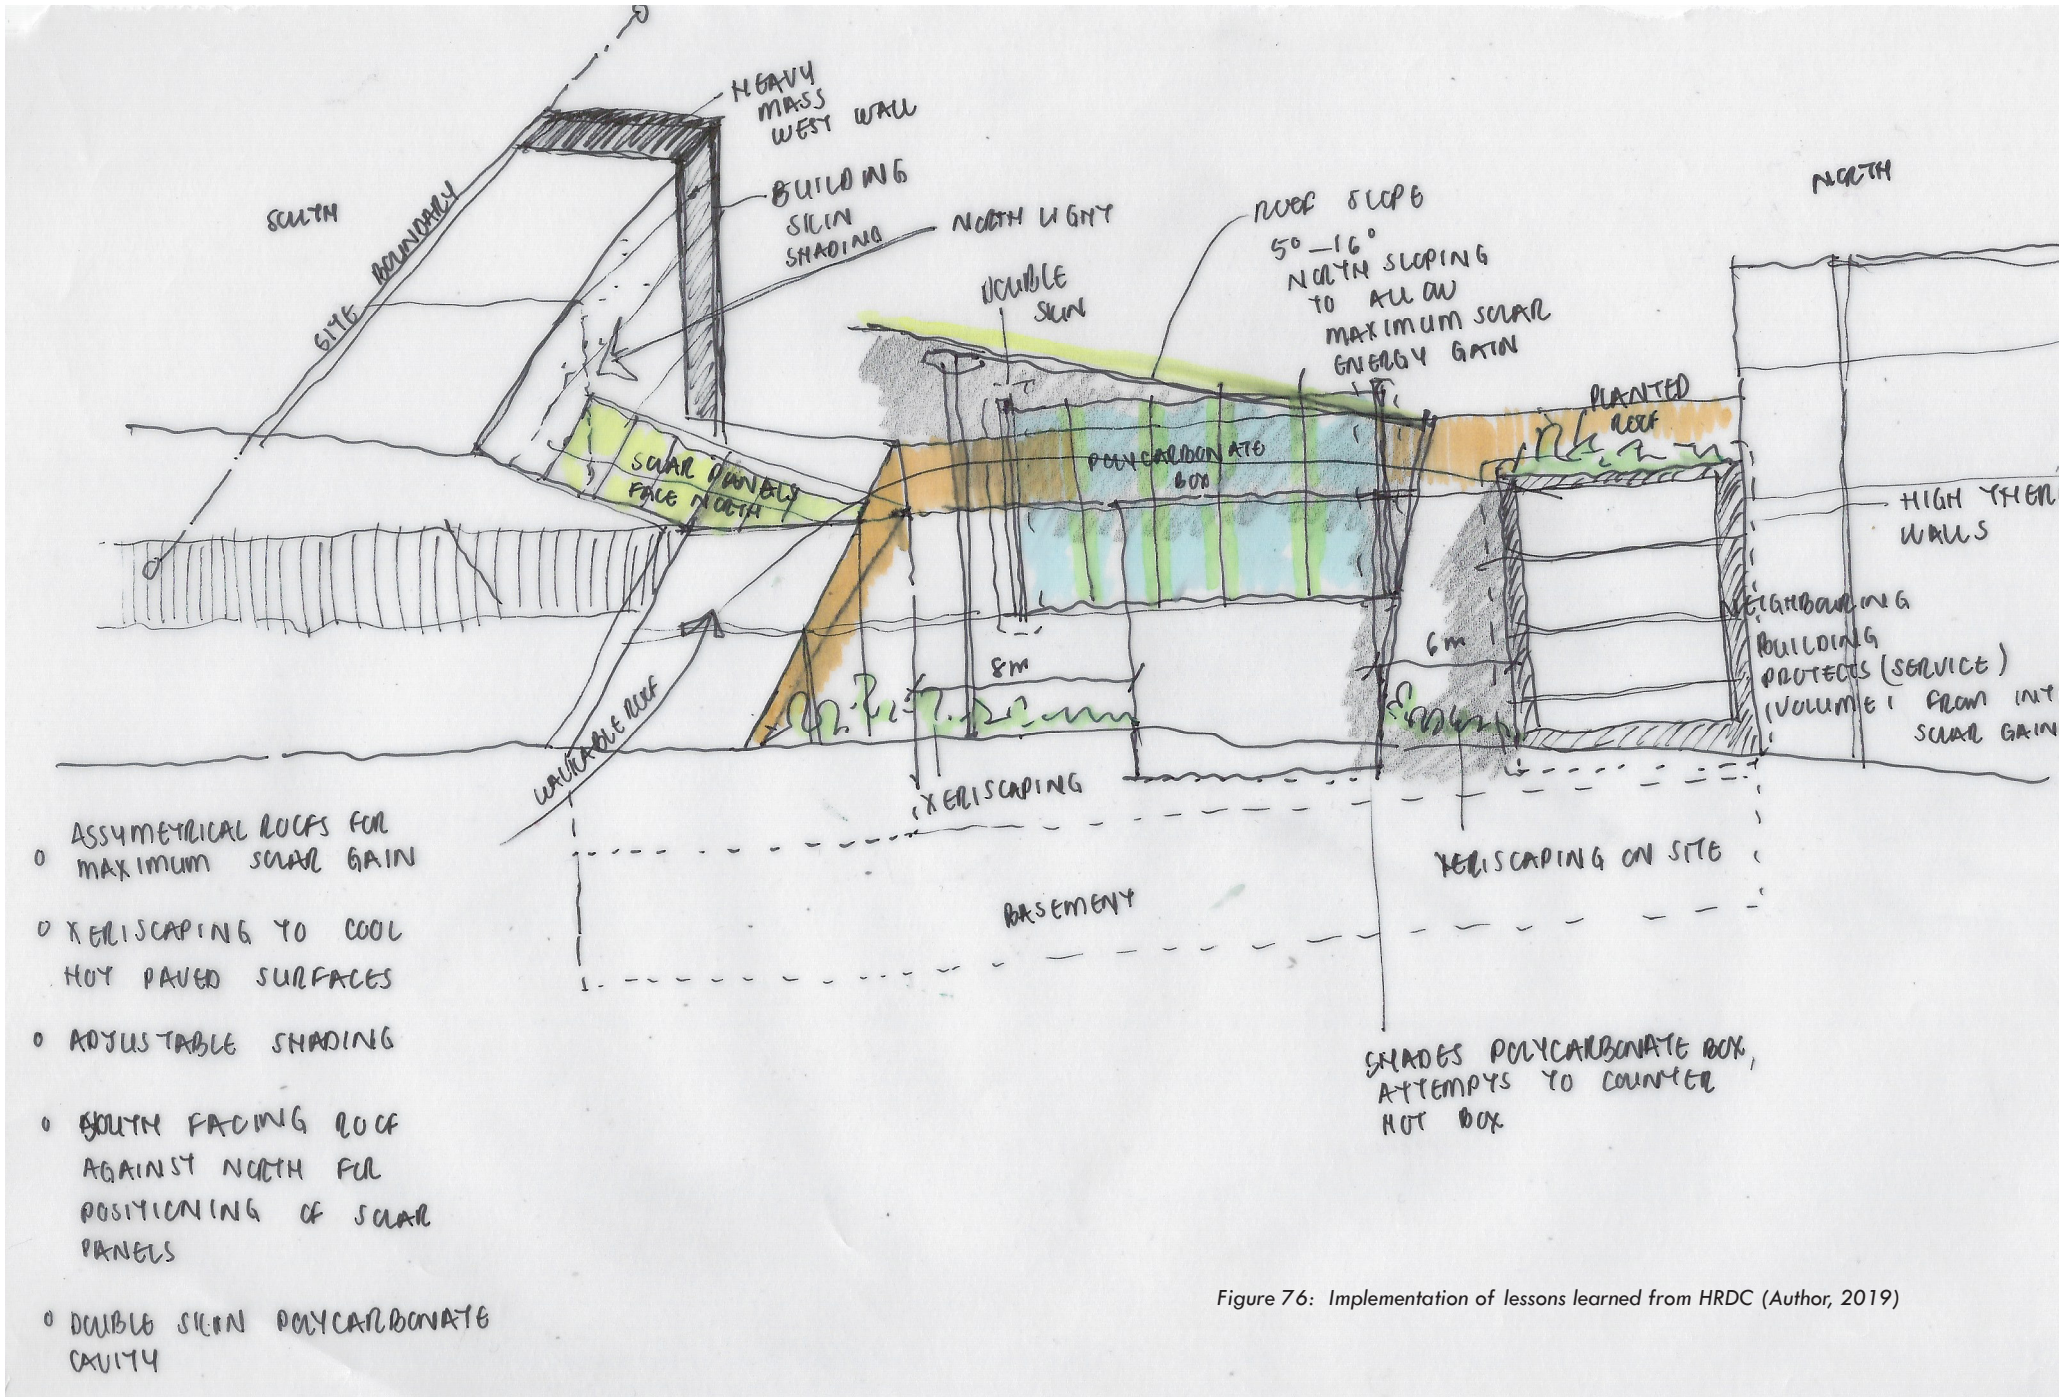 HEAVY
MASS
WEST WALL
BUILDING
SKIN
SHADING
NORTH LIGHT
SOUTH
SITE BOUNDARY
NORTH
ROOF SLOPE
5° – 16°
NORTH SLOPING
TO ALLOW
MAXIMUM SOLAR
ENERGY GAIN
DOUBLE
SKIN
PLANTED
ROOF
SOLAR PANELS
FACE NORTH
POLYCARBONATE
BOX
HIGH THER
WALLS
NEIGHBOURING
BUILDING
PROTECTS (SERVICE)
VOLUME FROM INT
SOLAR GAIN
8m
6m
WALKABLE ROOF
XERISCAPING
XERISCAPING ON SITE
BASEMENT
SHADES POLYCARBONATE BOX,
ATTEMPTS TO COUNTER
HOT BOX
o ASSYMETRICAL ROOFS FOR
MAXIMUM SOLAR GAIN
o XERISCAPING TO COOL
HOT PAVED SURFACES
o ADJUSTABLE SHADING
o SOUTH FACING ROOF
AGAINST NORTH FOR
POSITIONING OF SOLAR
PANELS
o DOUBLE SKIN POLYCARBONATE
CAVITY
Figure 76: Implementation of lessons learned from HRDC (Author, 2019)